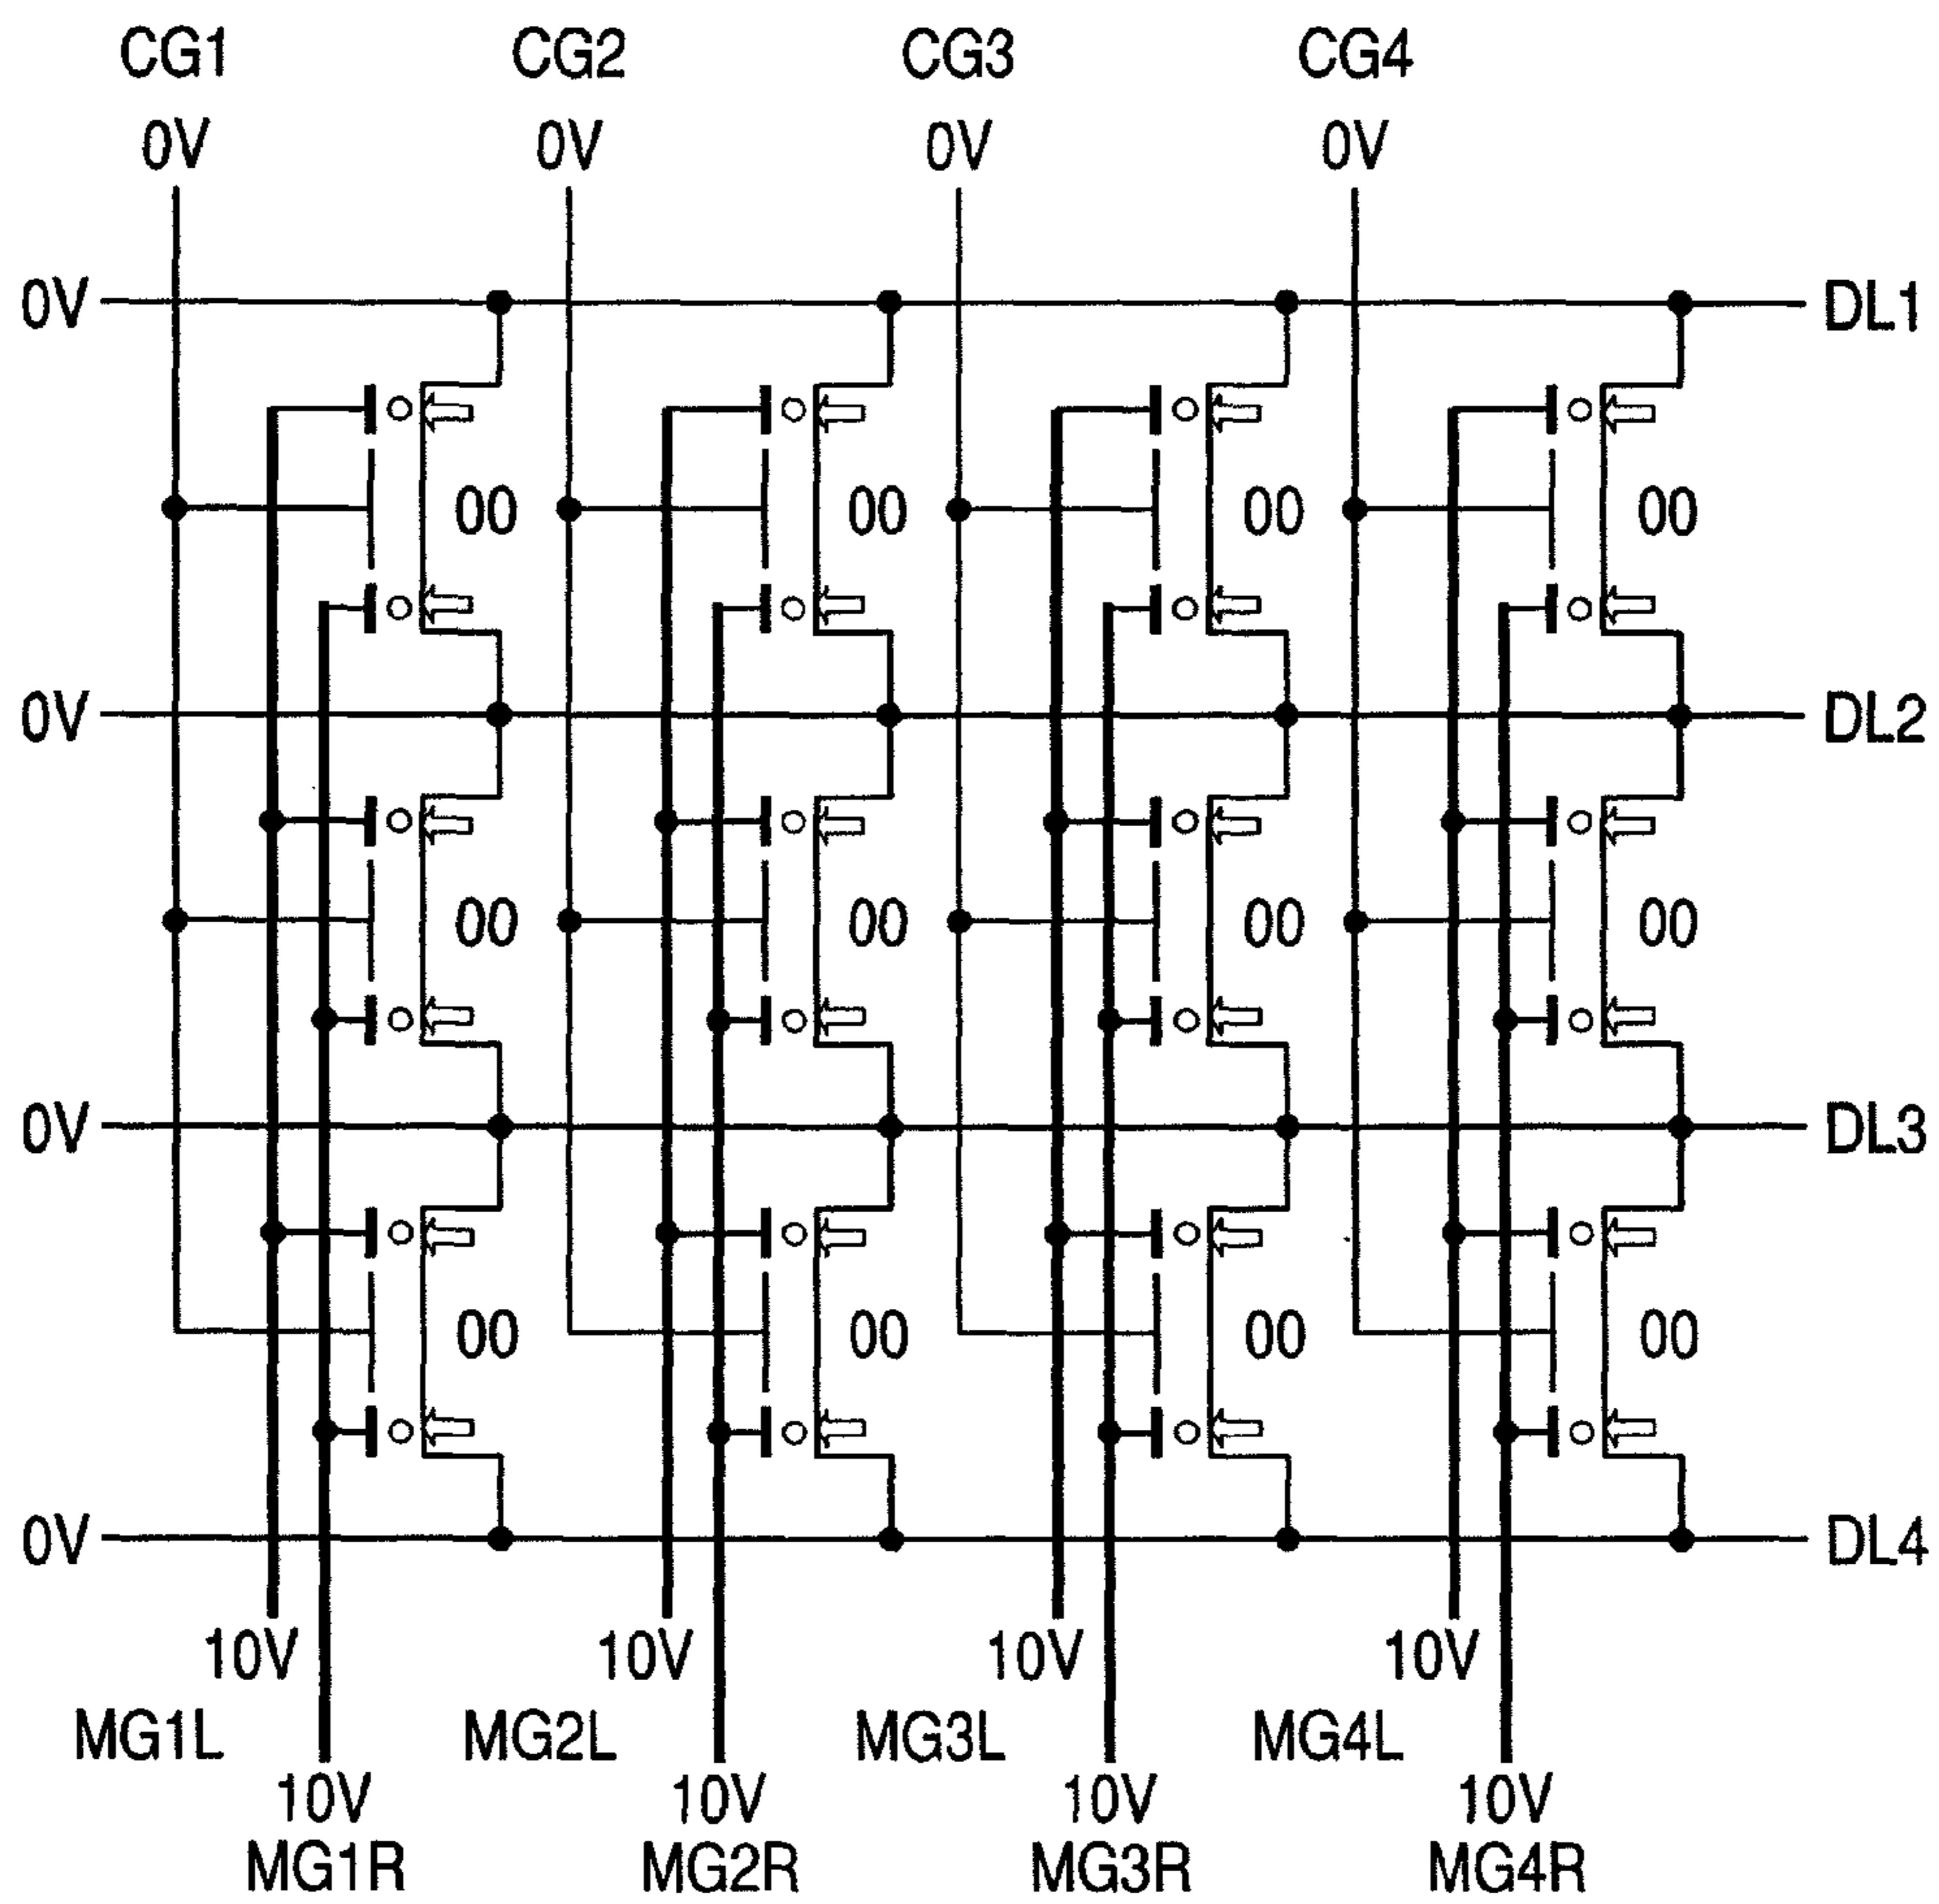 CG1 CG2 CG3 CG4
0V 0V 0V 0V
0V DL1
00 00 00 00
0V DL2
00 00 00 00
0V DL3
00 00 00 00
0V DL4
10V 10V 10V 10V
MG1L MG2L MG3L MG4L
10V 10V 10V 10V
MG1R MG2R MG3R MG4R